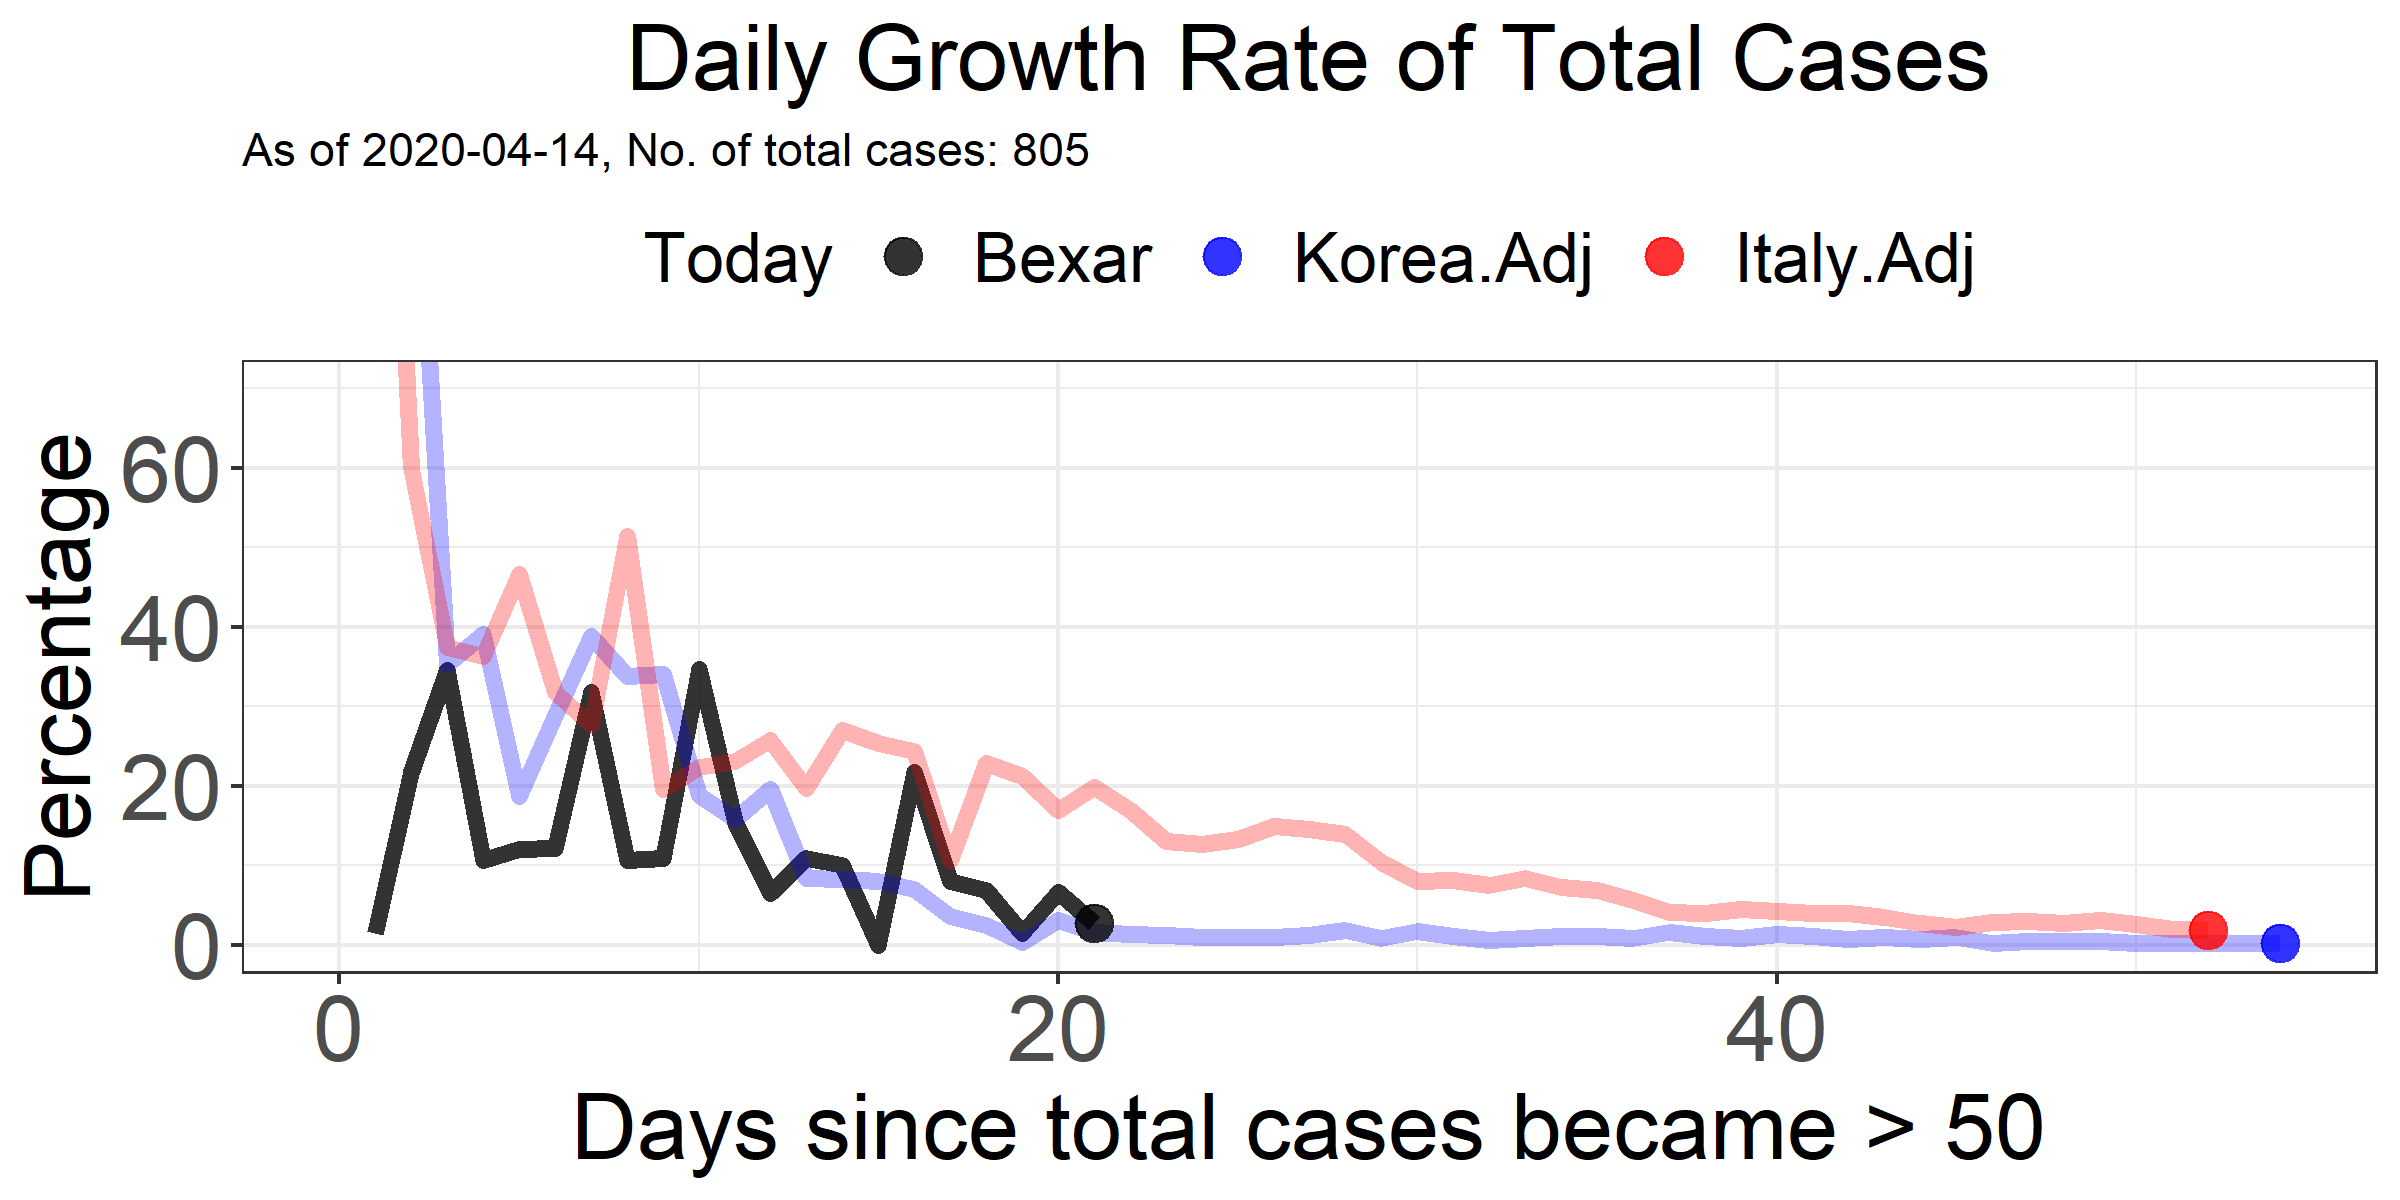 Daily Growth Rate of Total Cases
As of 2020-04-14, No. of total cases: 805
Today Bexar Korea.Adj Italy.Adj
Percentage
60
40
20
0
0 20 40
Days since total cases became > 50